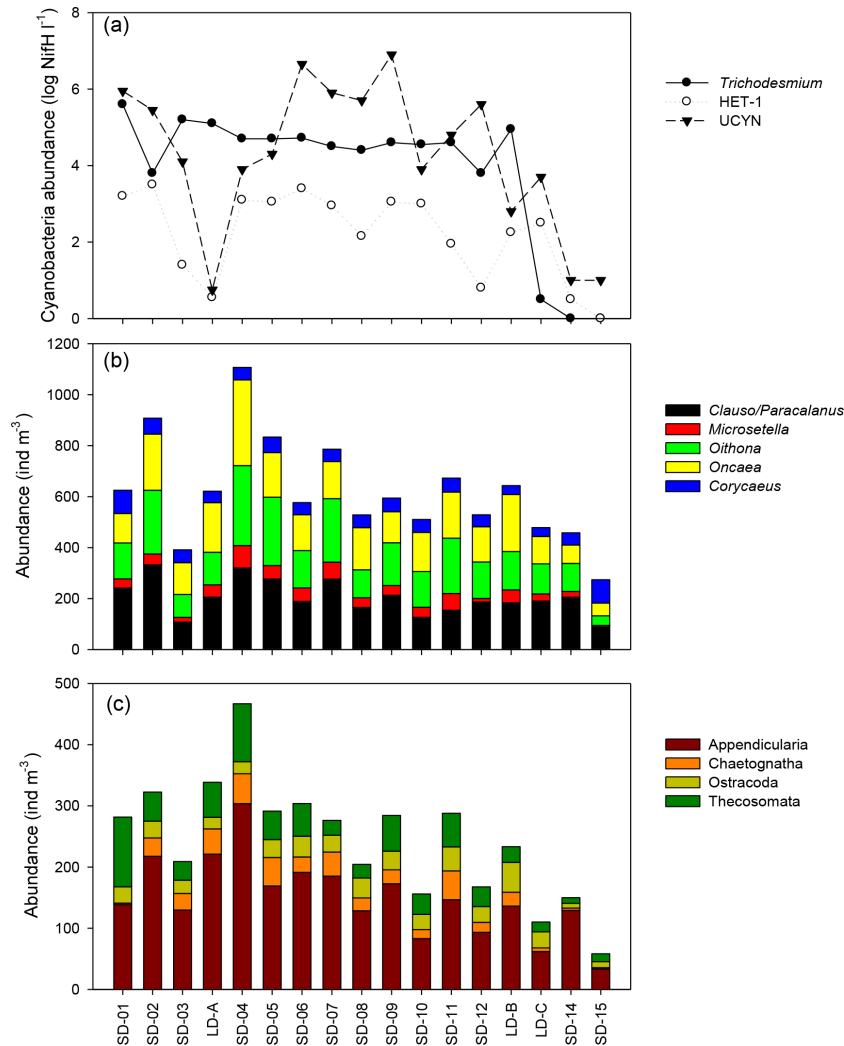 (a)
Cyanobacteria abundance (log NifH l⁻¹)
8
6
4
2
0
Trichodesmium
HET-1
UCYN
(b)
Abundance (ind m⁻³)
1200
1000
800
600
400
200
0
Clauso/Paracalanus
Microsetella
Oithona
Oncaea
Corycaeus
(c)
Abundance (ind m⁻³)
500
400
300
200
100
0
Appendicularia
Chaetognatha
Ostracoda
Thecosomata
SD-01
SD-02
SD-03
LD-A
SD-04
SD-05
SD-06
SD-07
SD-08
SD-09
SD-10
SD-11
SD-12
LD-B
LD-C
SD-14
SD-15